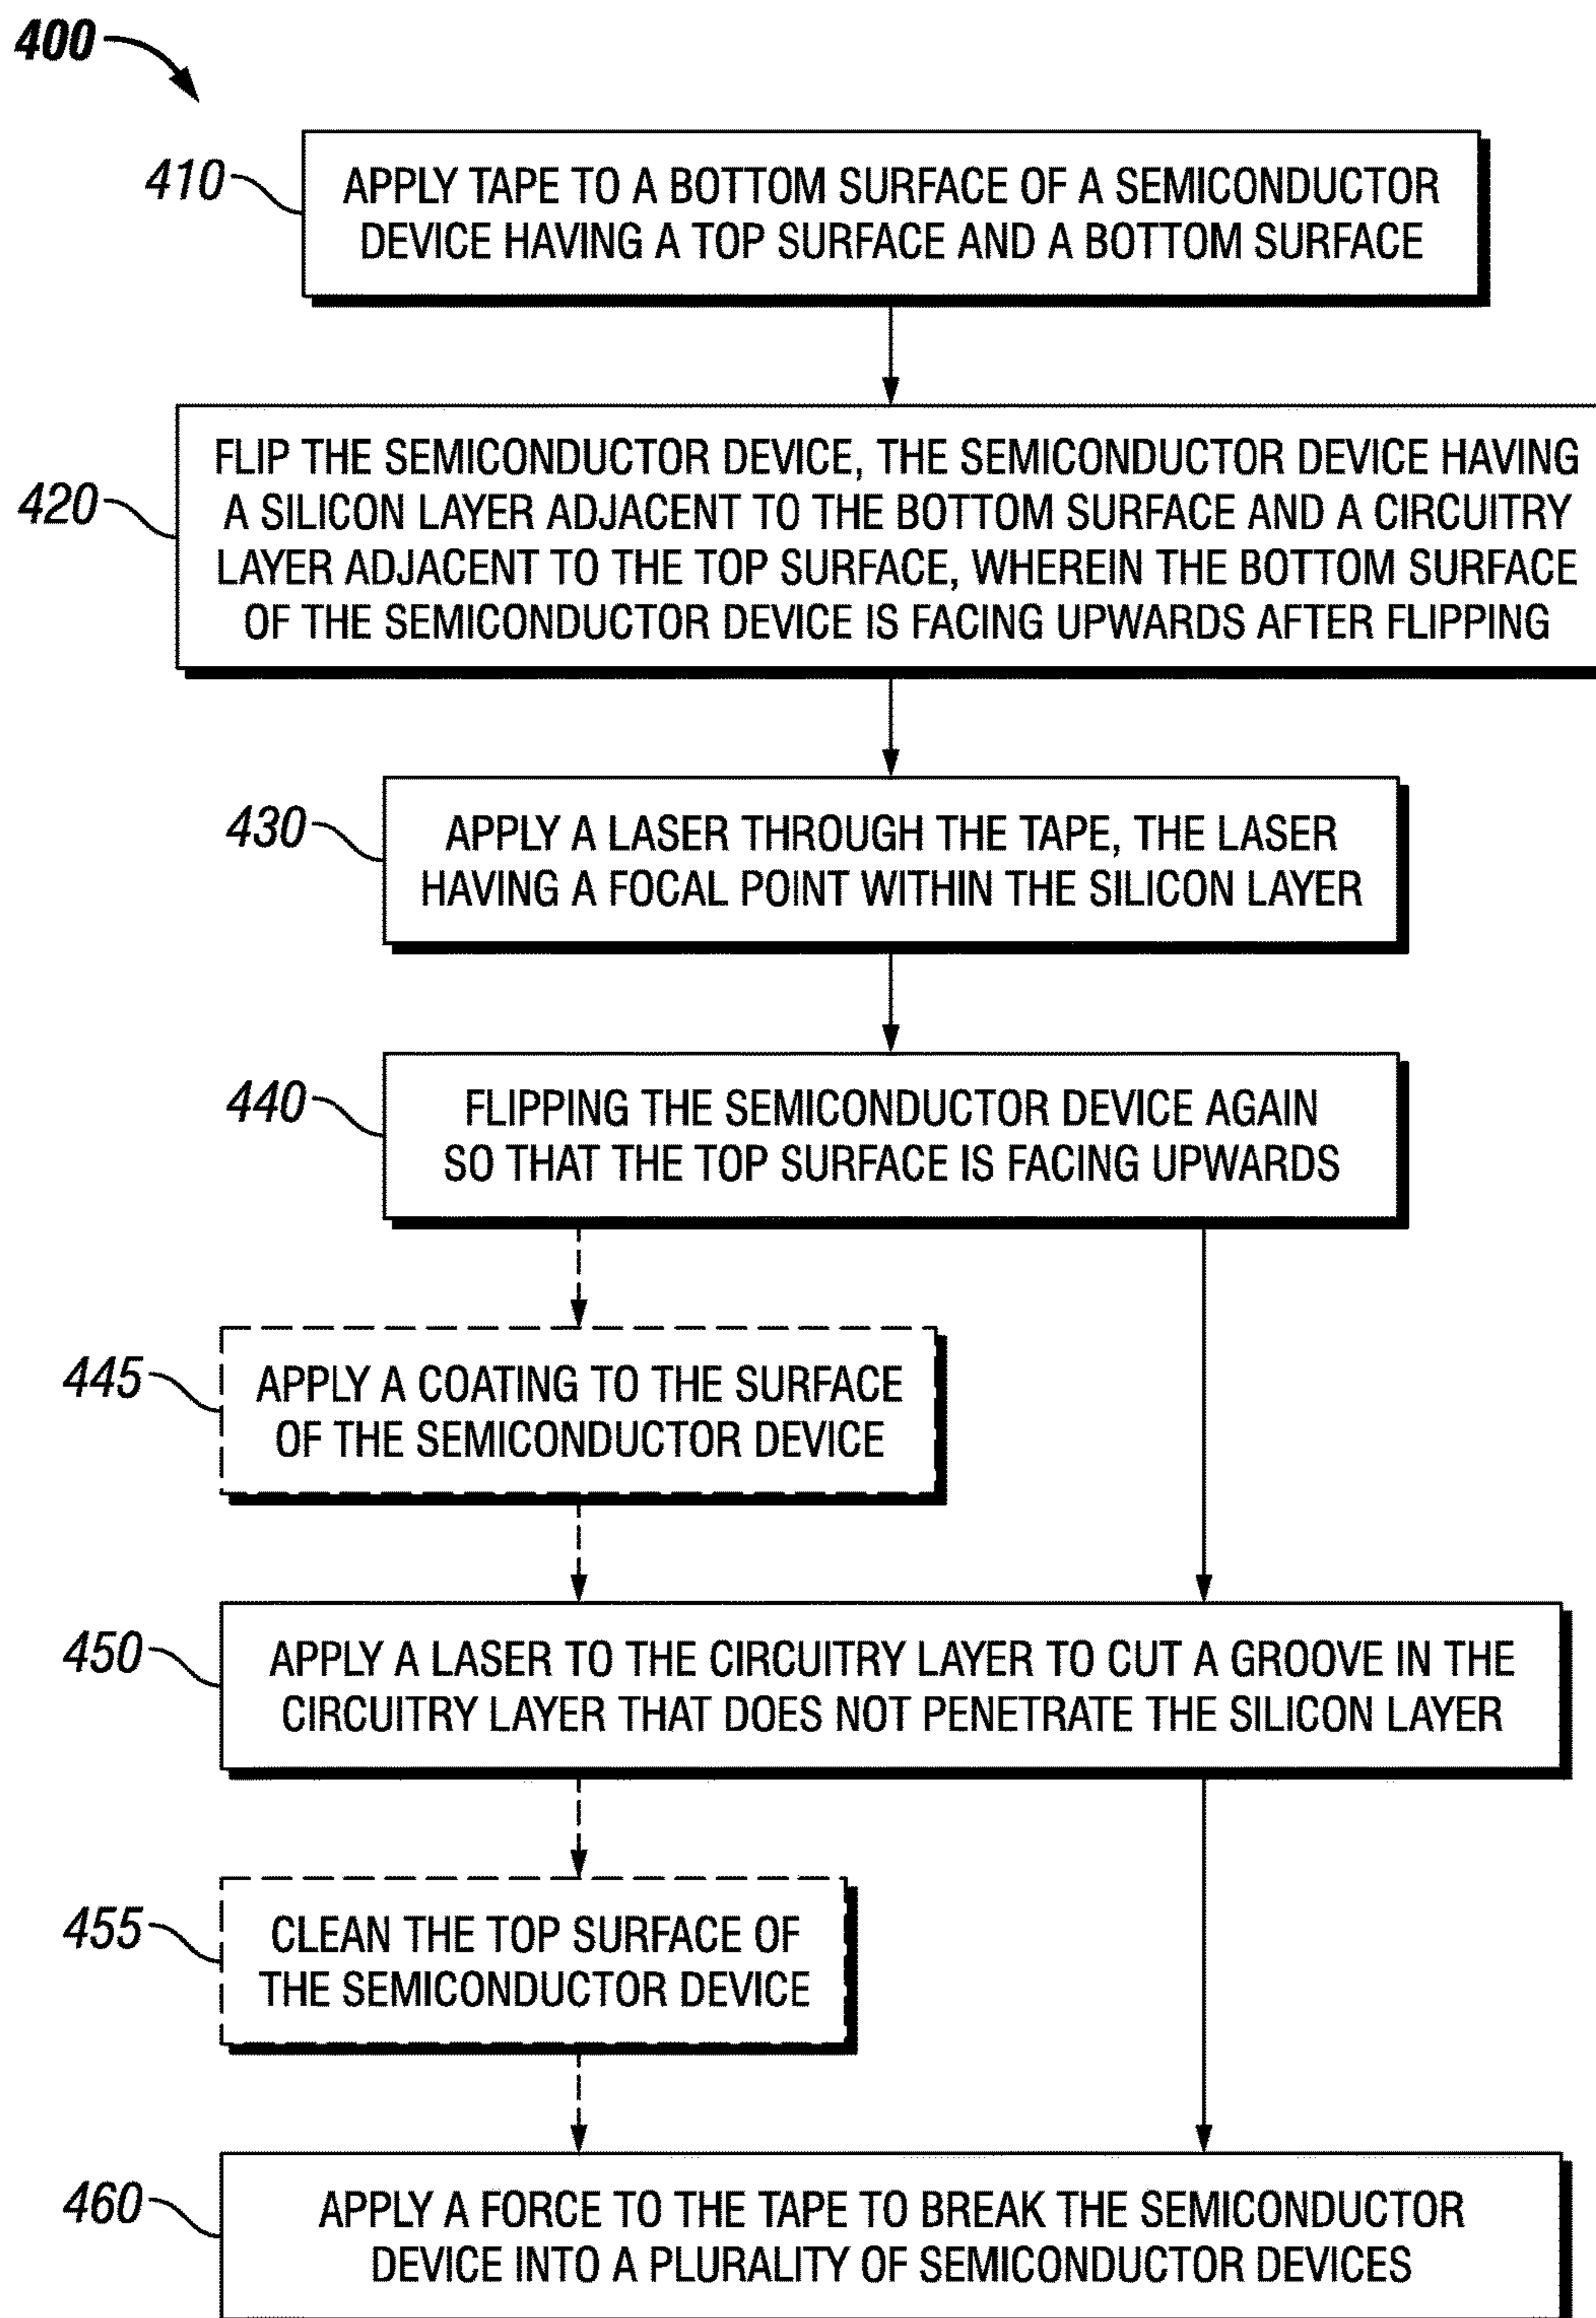 400
410
APPLY TAPE TO A BOTTOM SURFACE OF A SEMICONDUCTOR
DEVICE HAVING A TOP SURFACE AND A BOTTOM SURFACE
420
FLIP THE SEMICONDUCTOR DEVICE, THE SEMICONDUCTOR DEVICE HAVING
A SILICON LAYER ADJACENT TO THE BOTTOM SURFACE AND A CIRCUITRY
LAYER ADJACENT TO THE TOP SURFACE, WHEREIN THE BOTTOM SURFACE
OF THE SEMICONDUCTOR DEVICE IS FACING UPWARDS AFTER FLIPPING
430
APPLY A LASER THROUGH THE TAPE, THE LASER
HAVING A FOCAL POINT WITHIN THE SILICON LAYER
440
FLIPPING THE SEMICONDUCTOR DEVICE AGAIN
SO THAT THE TOP SURFACE IS FACING UPWARDS
445
APPLY A COATING TO THE SURFACE
OF THE SEMICONDUCTOR DEVICE
450
APPLY A LASER TO THE CIRCUITRY LAYER TO CUT A GROOVE IN THE
CIRCUITRY LAYER THAT DOES NOT PENETRATE THE SILICON LAYER
455
CLEAN THE TOP SURFACE OF
THE SEMICONDUCTOR DEVICE
460
APPLY A FORCE TO THE TAPE TO BREAK THE SEMICONDUCTOR
DEVICE INTO A PLURALITY OF SEMICONDUCTOR DEVICES